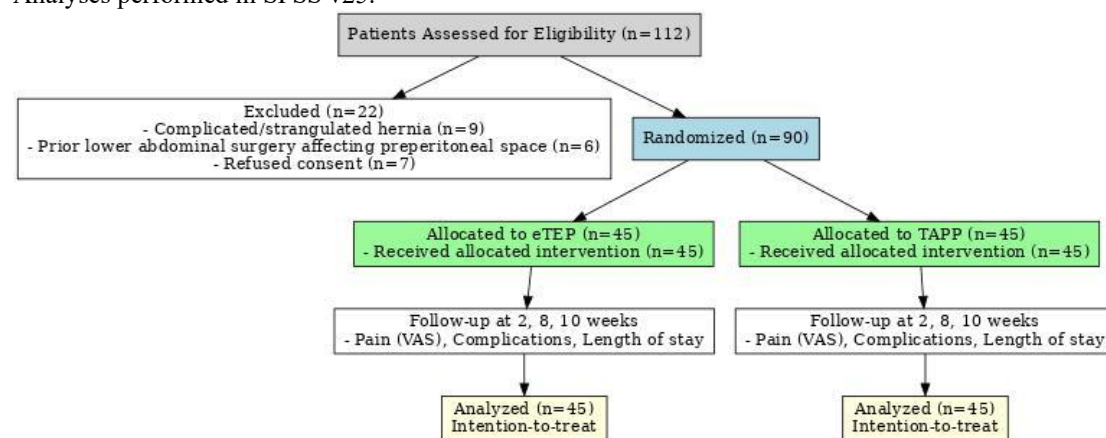 Analyses performed in SPSS v25.
Patients Assessed for Eligibility (n=112)
Excluded (n=22)
- Complicated/strangulated hernia (n=9)
- Prior lower abdominal surgery affecting preperitoneal space (n=6)
- Refused consent (n=7)
Randomized (n=90)
Allocated to eTEP (n=45)
- Received allocated intervention (n=45)
Allocated to TAPP (n=45)
- Received allocated intervention (n=45)
Follow-up at 2, 8, 10 weeks
- Pain (VAS), Complications, Length of stay
Follow-up at 2, 8, 10 weeks
- Pain (VAS), Complications, Length of stay
Analyzed (n=45)
Intention-to-treat
Analyzed (n=45)
Intention-to-treat